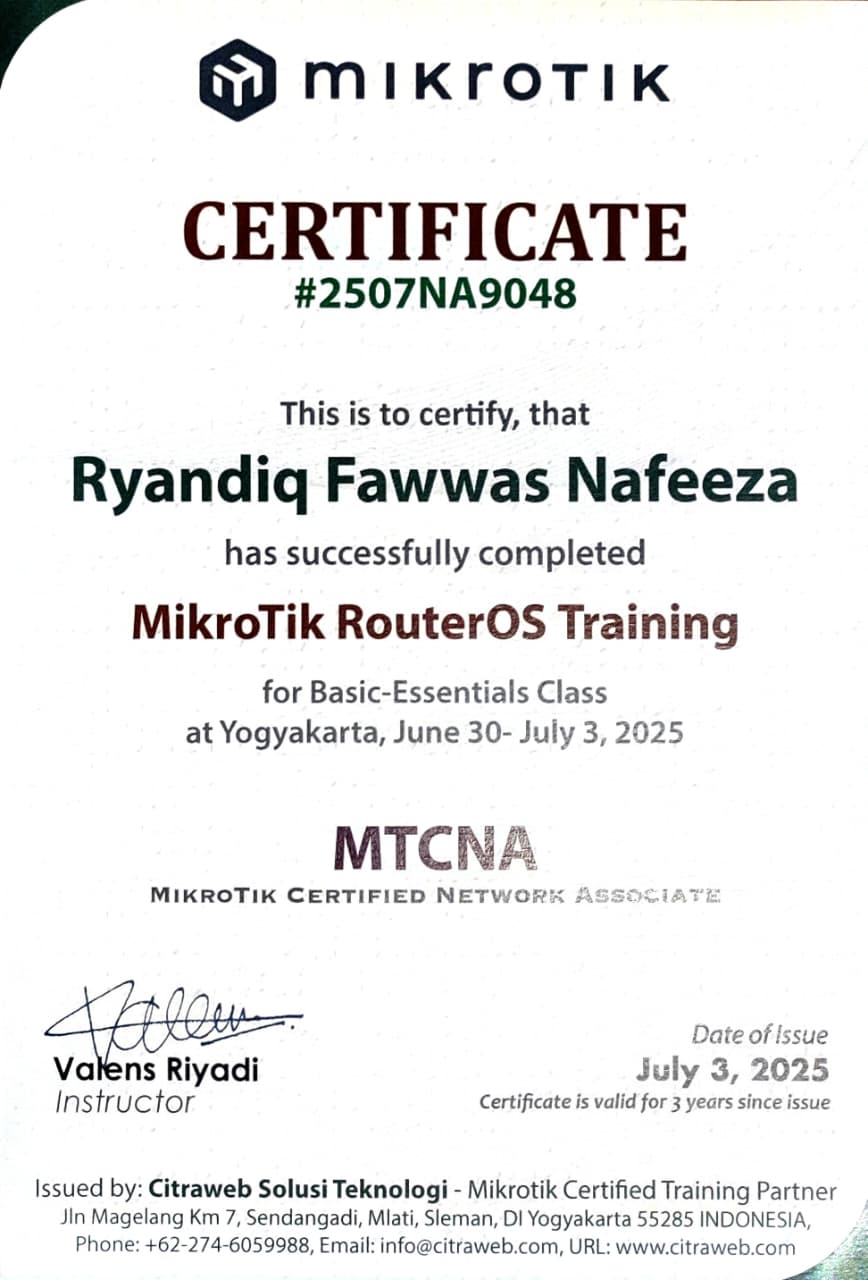 mikrotik
CERTIFICATE
#2507NA9048
This is to certify, that
Ryandiq Fawwas Nafeeza
has successfully completed
MikroTik RouterOS Training
for Basic-Essentials Class
at Yogyakarta, June 30- July 3, 2025
MTCNA
MIKROTIK CERTIFIED NETWORK ASSOCIATE
Valens Riyadi
Instructor
Date of Issue
July 3, 2025
Certificate is valid for 3 years since issue
Issued by: Citraweb Solusi Teknologi - Mikrotik Certified Training Partner
Jln Magelang Km 7, Sendangadi, Mlati, Sleman, DI Yogyakarta 55285 INDONESIA,
Phone: +62-274-6059988, Email: info@citraweb.com, URL: www.citraweb.com